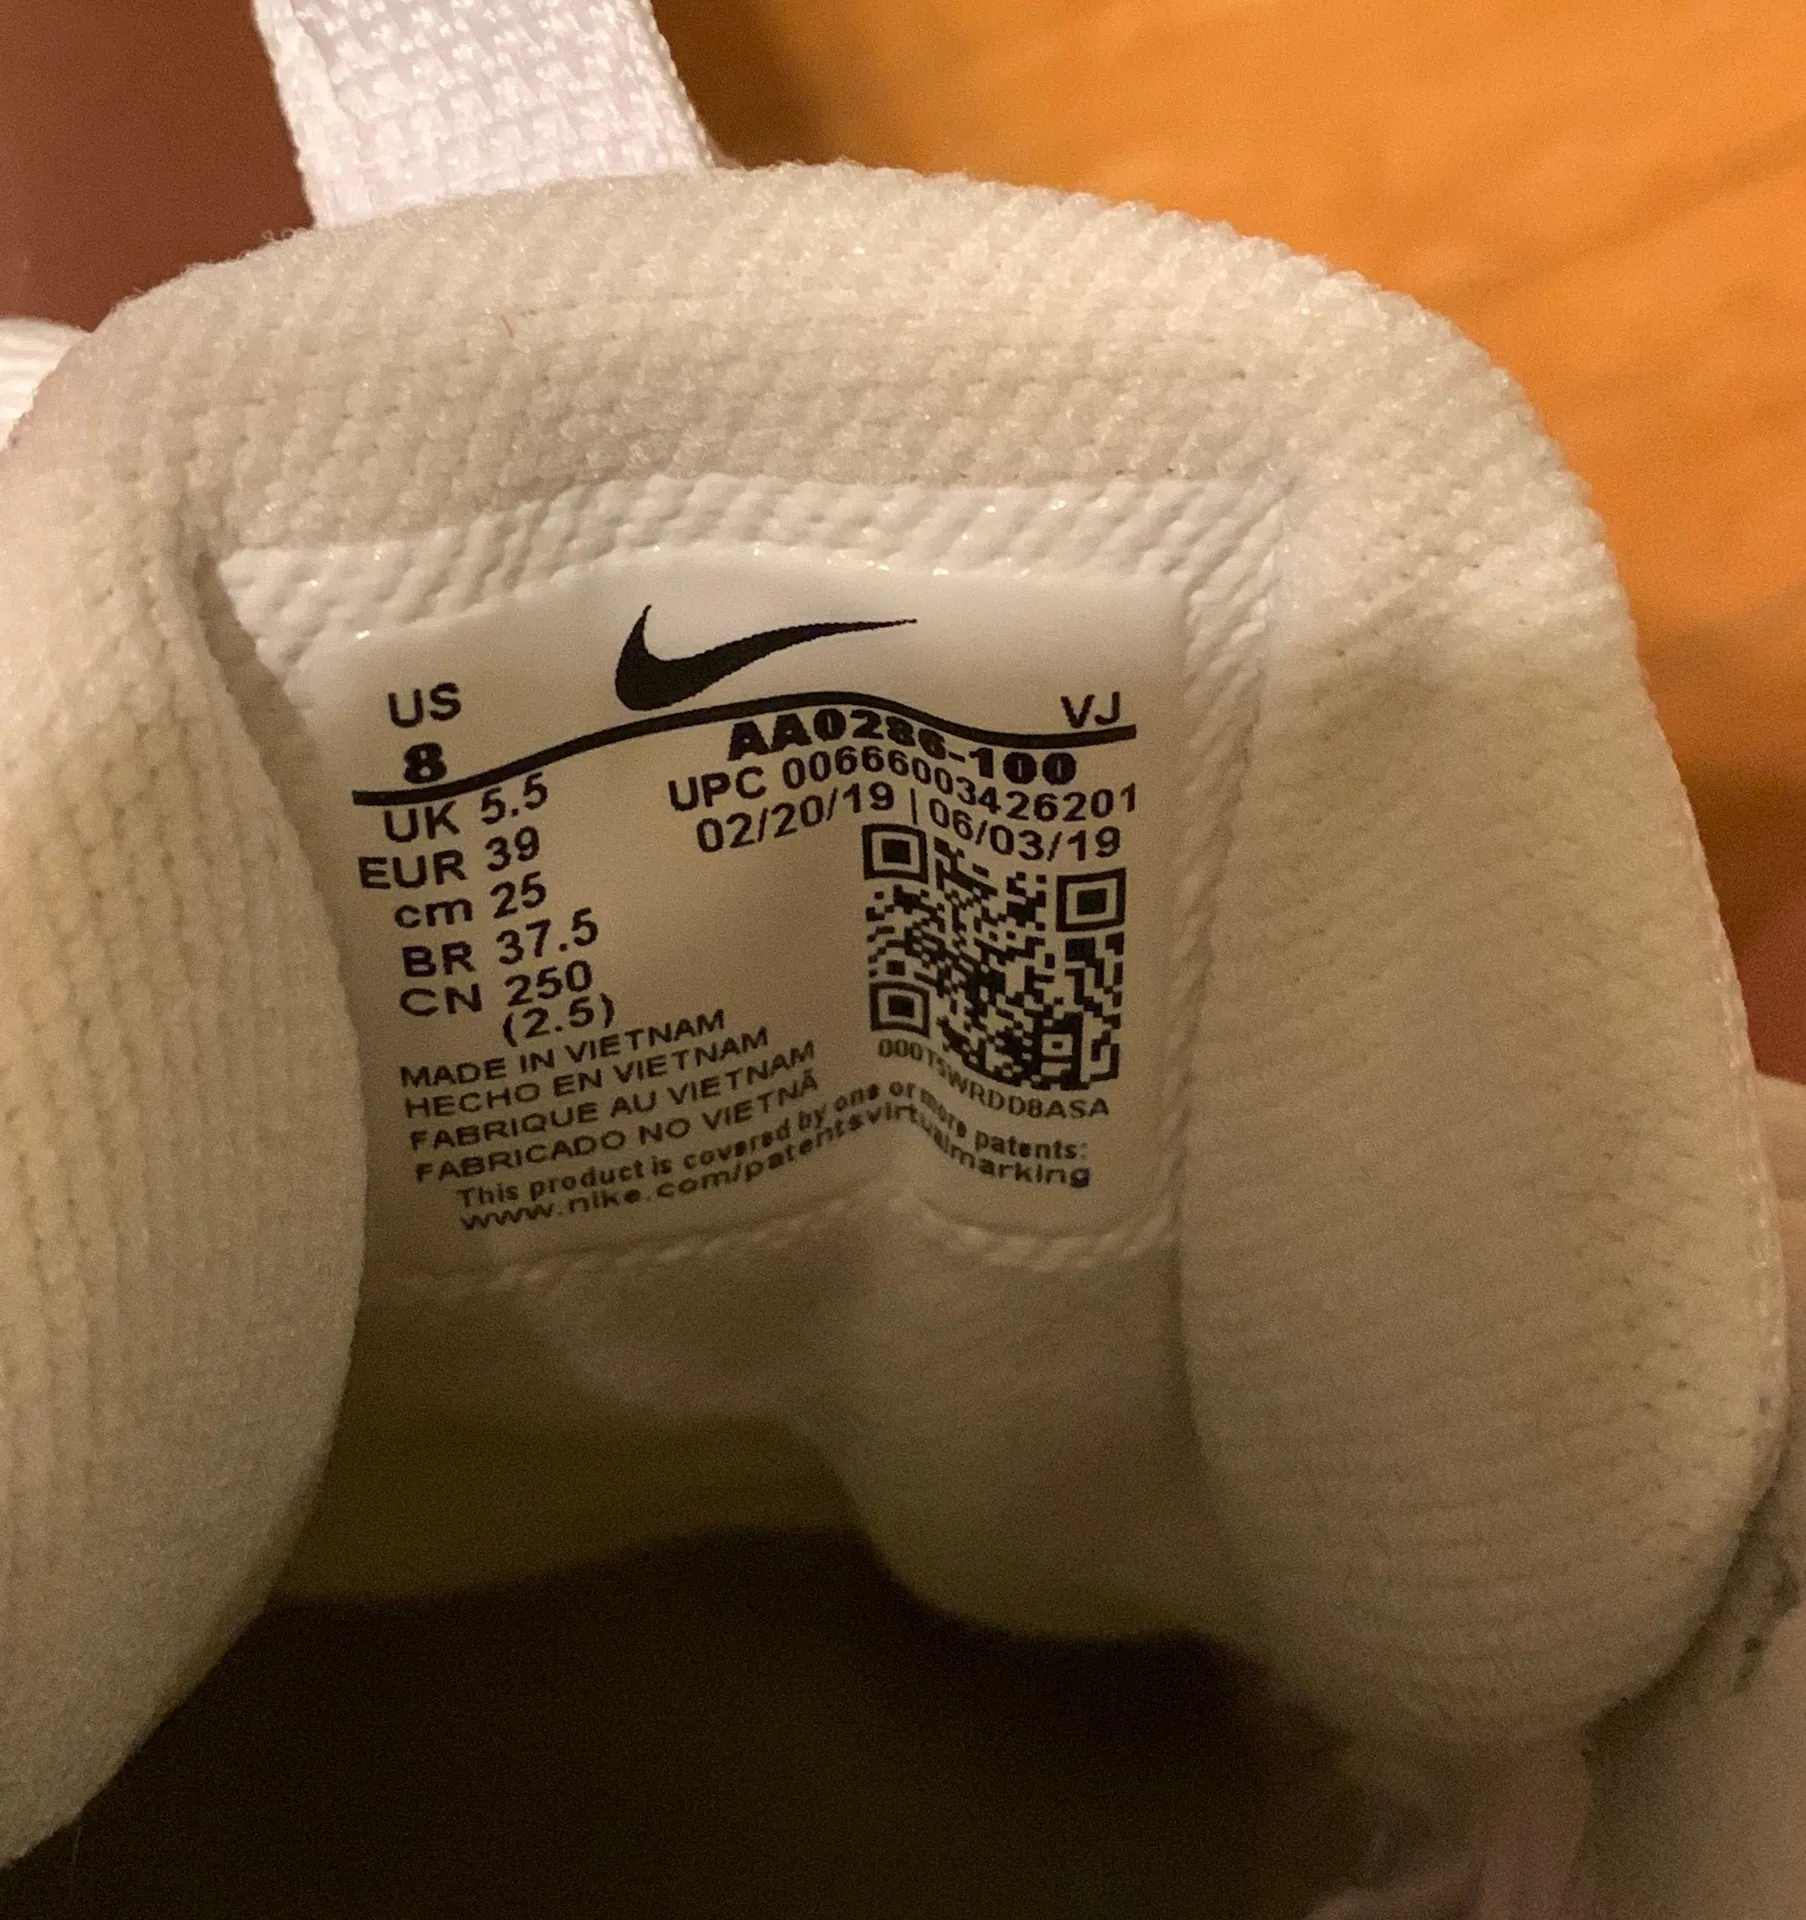 US
8
UK 5.5
EUR 39
cm 25
BR 37.5
CN 250
(2.5)
VJ
AA0286-100
UPC 00666003426201
02/20/19 | 06/03/19
MADE IN VIETNAM
HECHO EN VIETNAM
FABRIQUE AU VIETNAM
FABRICADO NO VIETNÃ
000T5WRDD8ASA
This product is covered by one or more patents:
www.nike.com/patentsvirtualmarking